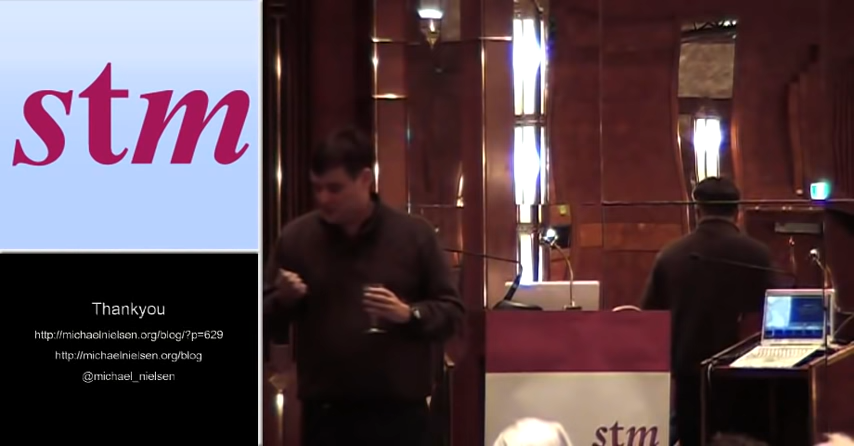 stm
Thankyou
http://michaelnielsen.org/blog/?p=629
http://michaelnielsen.org/blog
@michael_nielsen
stm